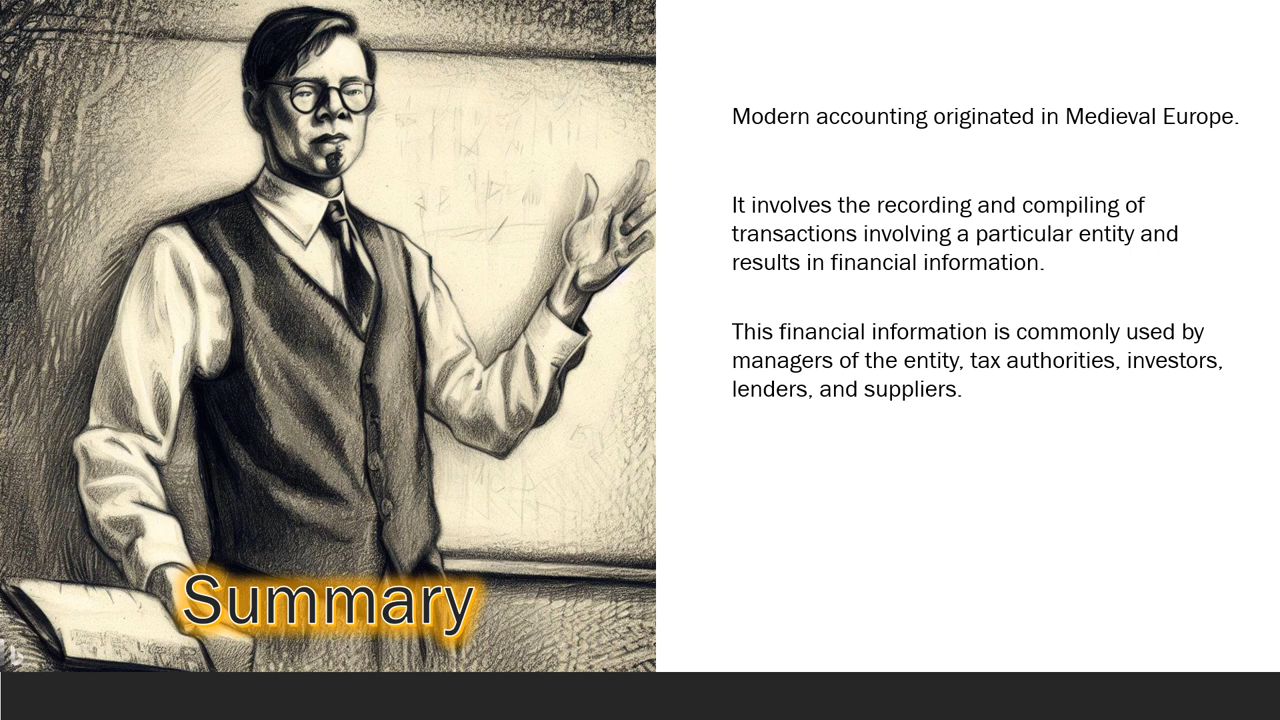 Modern accounting originated in Medieval Europe.
It involves the recording and compiling of
transactions involving a particular entity and
results in financial information.
This financial information is commonly used by
managers of the entity, tax authorities, investors,
lenders, and suppliers.
Summary